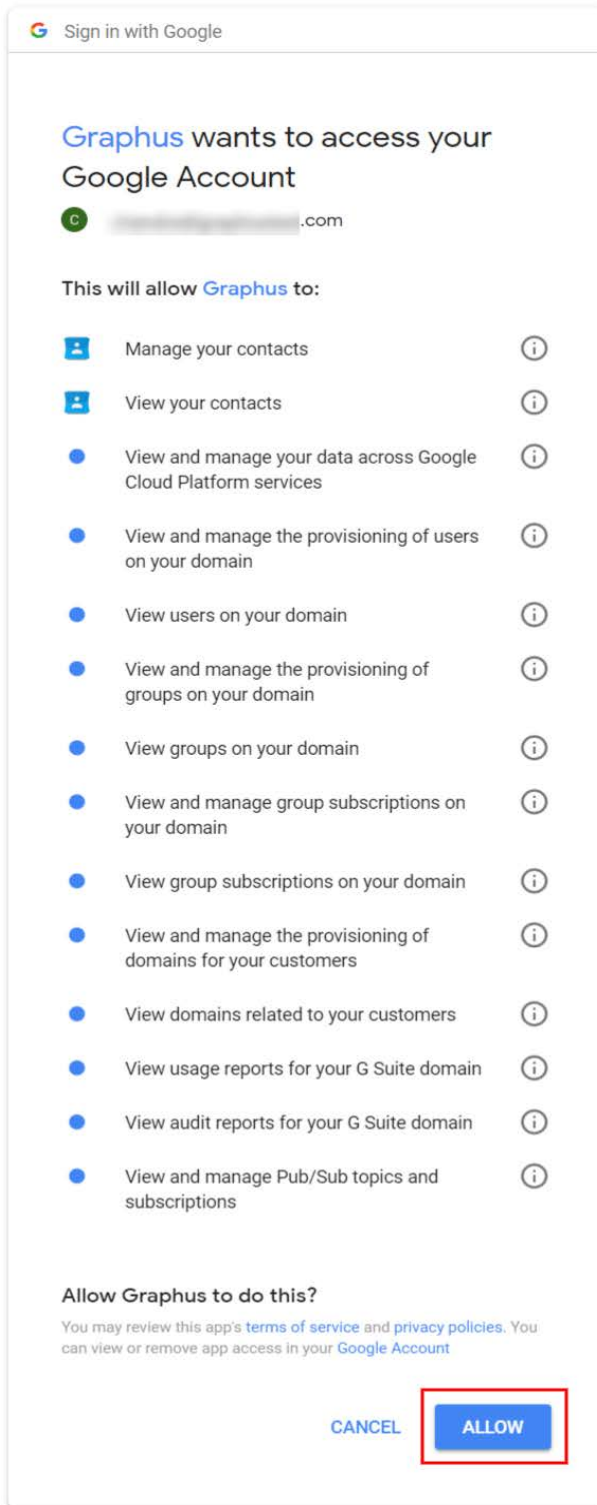 Sign in with Google
Graphus wants to access your
Google Account
C
.com
This will allow Graphus to:
Manage your contacts
View your contacts
View and manage your data across Google
Cloud Platform services
View and manage the provisioning of users
on your domain
View users on your domain
View and manage the provisioning of
groups on your domain
View groups on your domain
View and manage group subscriptions on
your domain
View group subscriptions on your domain
View and manage the provisioning of
domains for your customers
View domains related to your customers
View usage reports for your G Suite domain
View audit reports for your G Suite domain
View and manage Pub/Sub topics and
subscriptions
Allow Graphus to do this?
You may review this app's terms of service and privacy policies. You
can view or remove app access in your Google Account
CANCEL ALLOW